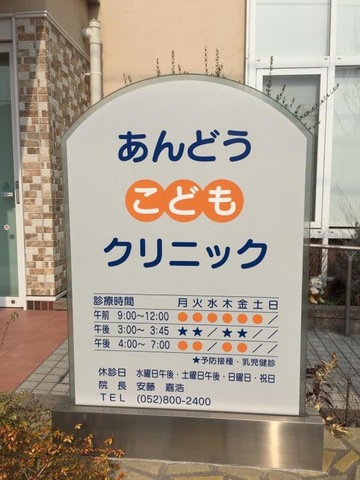 あんどう
こども
クリニック
診療時間 月火水木金土日
午前 9:00〜12:00 ●●●●●●／
午後 3:00〜3:45 ★★／★★／／
午後 4:00〜7:00 ●●／●●／／
★予防接種・乳児健診
休診日 水曜日午後・土曜日午後・日曜日・祝日
院長 安藤 嘉浩
TEL (052)800-2400